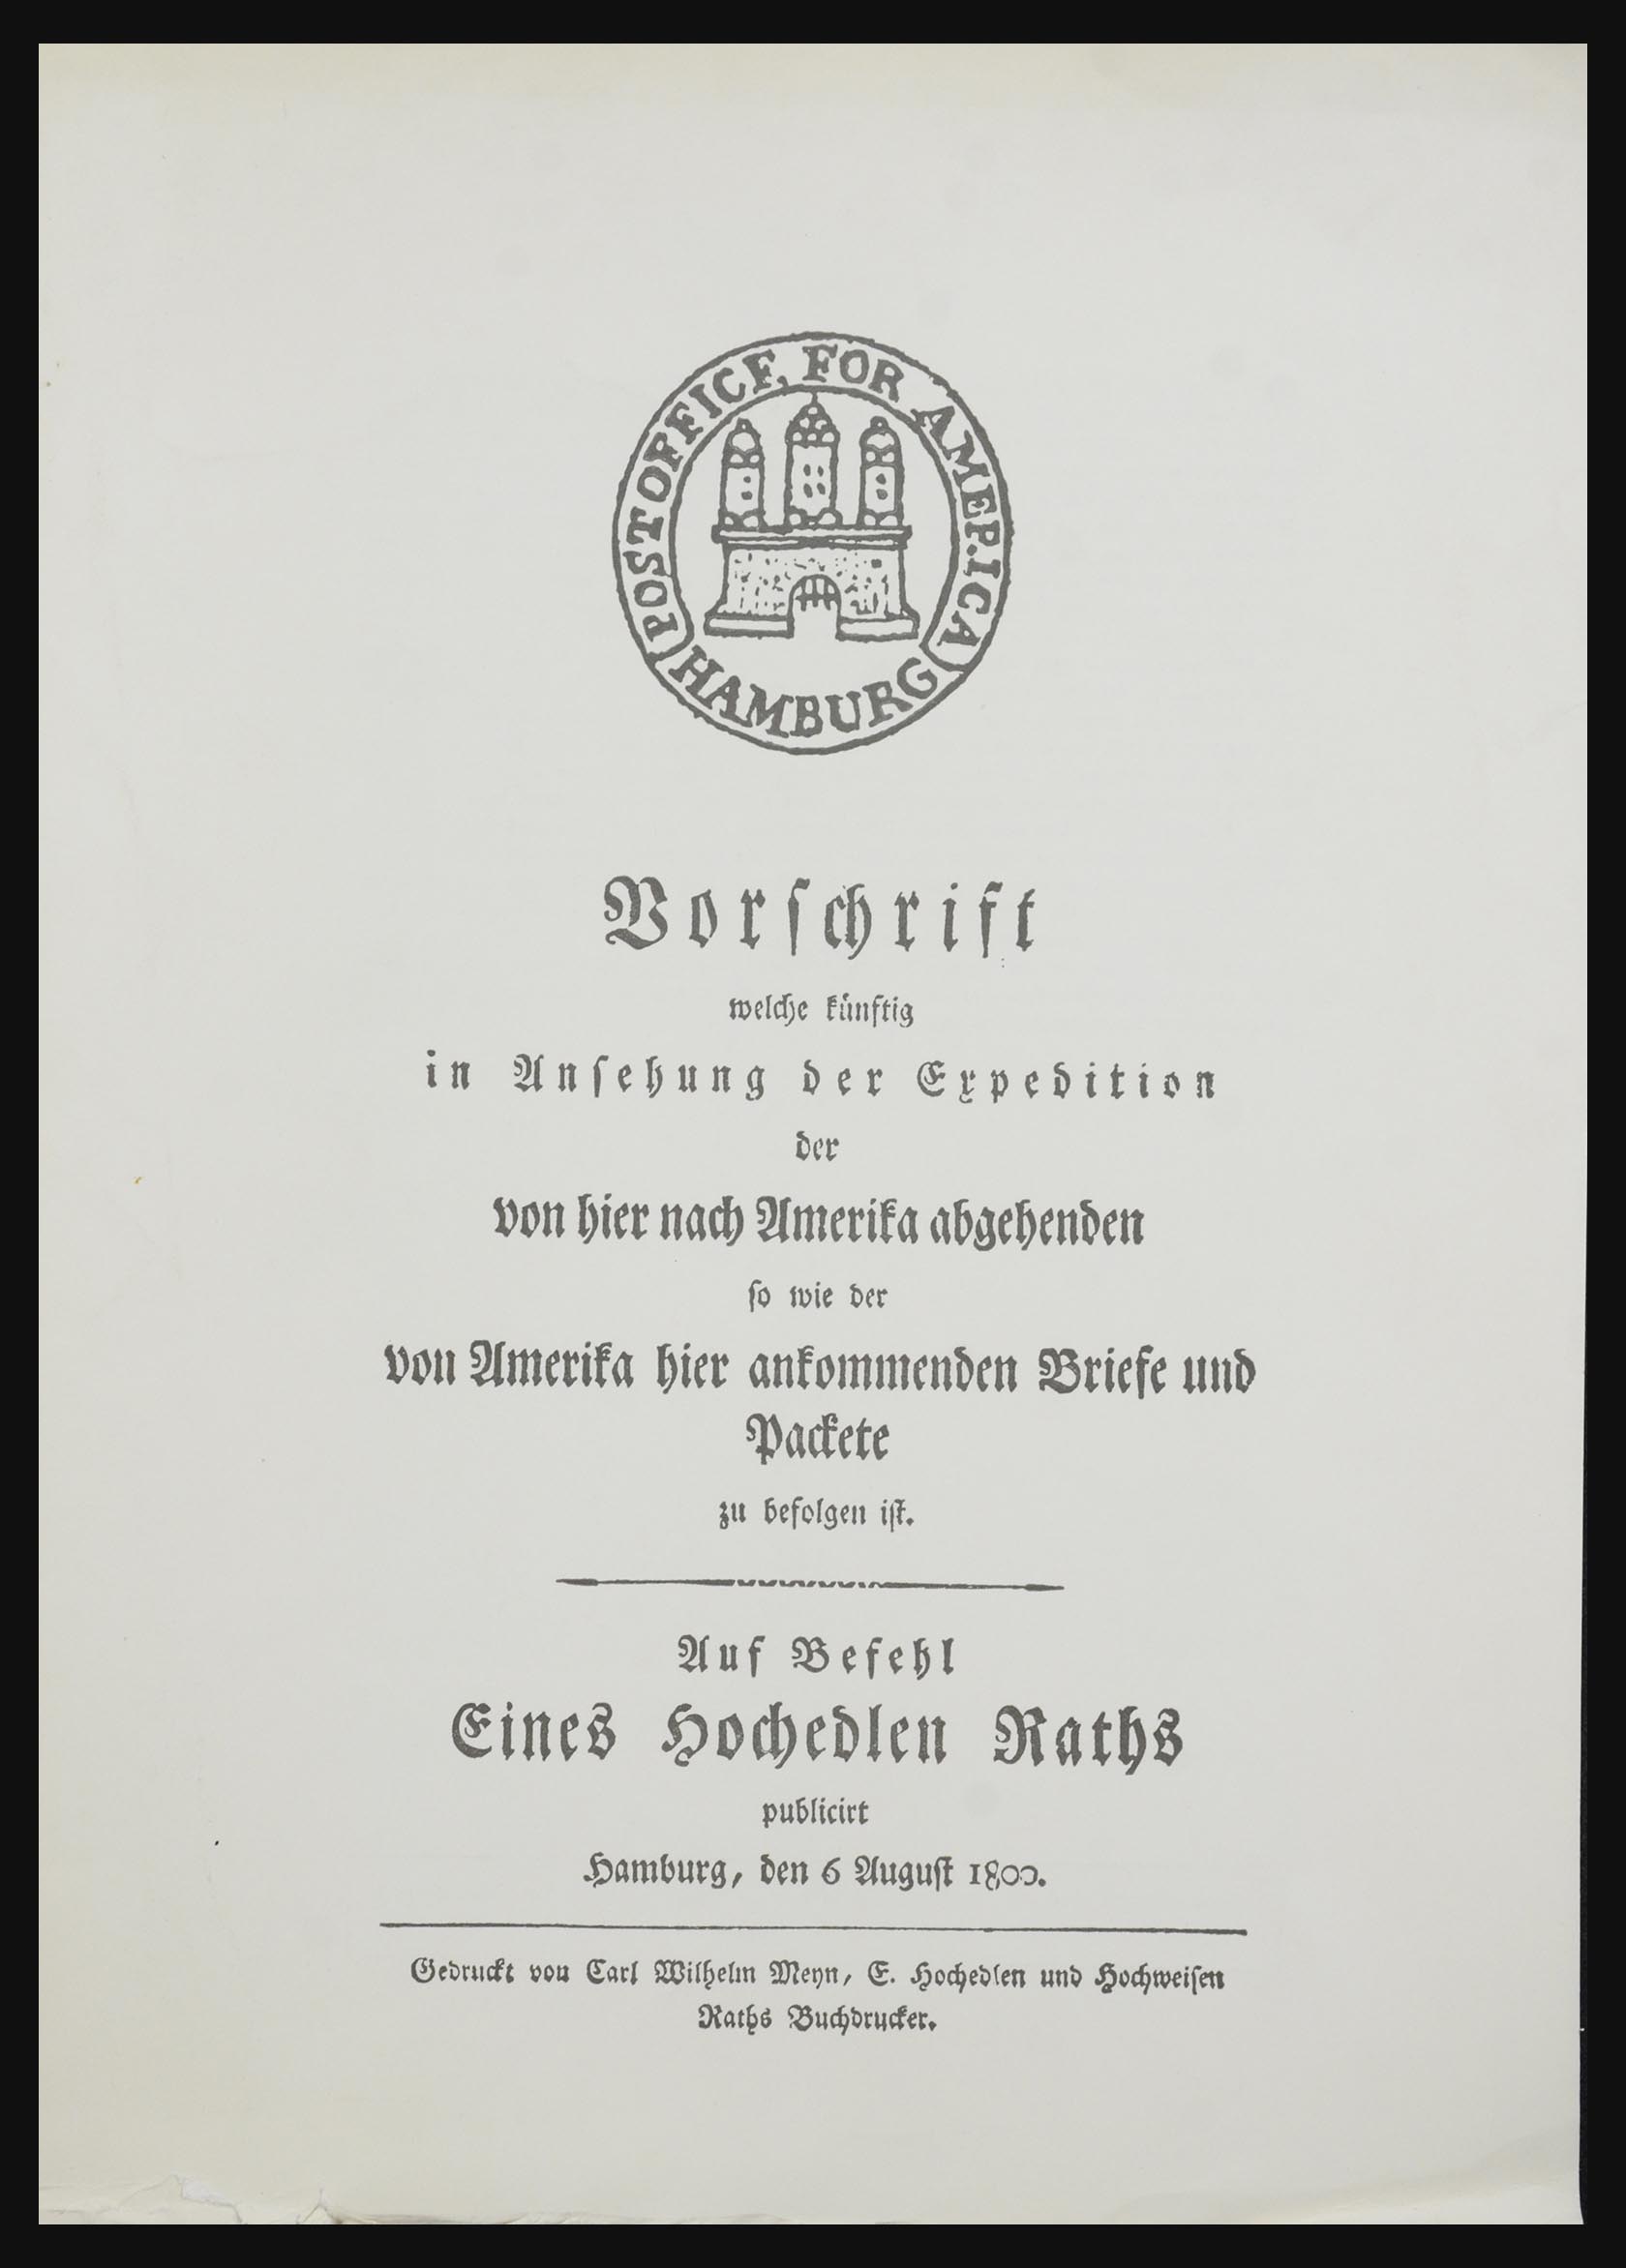 POSTOFFICE, FOR AMERICA
HAMBURG
Vorſchrift
welche künftig
in Anſehung der Expedition
der
von hier nach Amerika abgehenden
ſo wie der
von Amerika hier ankommenden Briefe und
Packete
zu befolgen iſt.
Auf Befehl
Eines Hochedlen Raths
publicirt
Hamburg, den 6 Auguſt 1800.
Gedruckt von Carl Wilhelm Meyn, E. Hochedlen und Hochweiſen
Raths Buchdrucker.